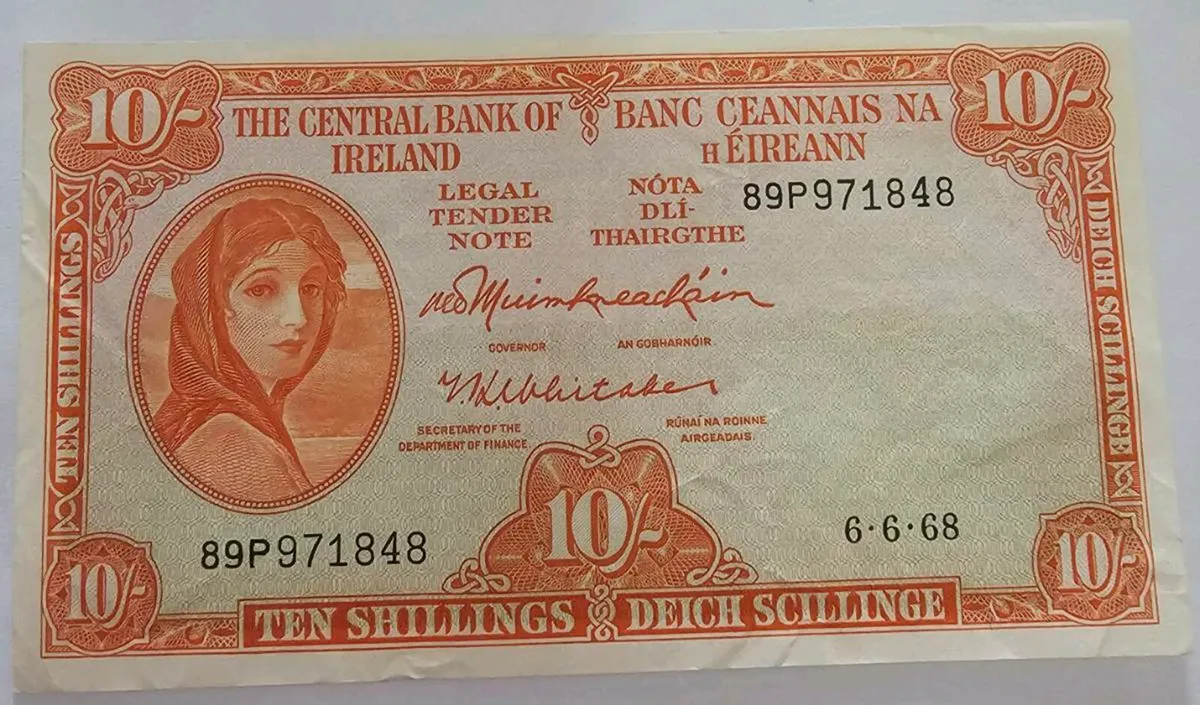 10/-
10/-
THE CENTRAL BANK OF
IRELAND
BANC CEANNAIS NA
H ÉIREANN
LEGAL
TENDER
NOTE
NÓTA
DLÍ-
THAIRGTHE
89P971848
TEN SHILLINGS
DEICH SCILLINGE
GOVERNOR
AN GOBHARNÓIR.
T.K. Whitaker
SECRETARY OF THE
DEPARTMENT OF FINANCE.
RÚNAÍ NA ROINNE
AIRGEADAIS.
10/-
89P971848
6·6·68
10/-
10/-
TEN SHILLINGS
DEICH SCILLINGE